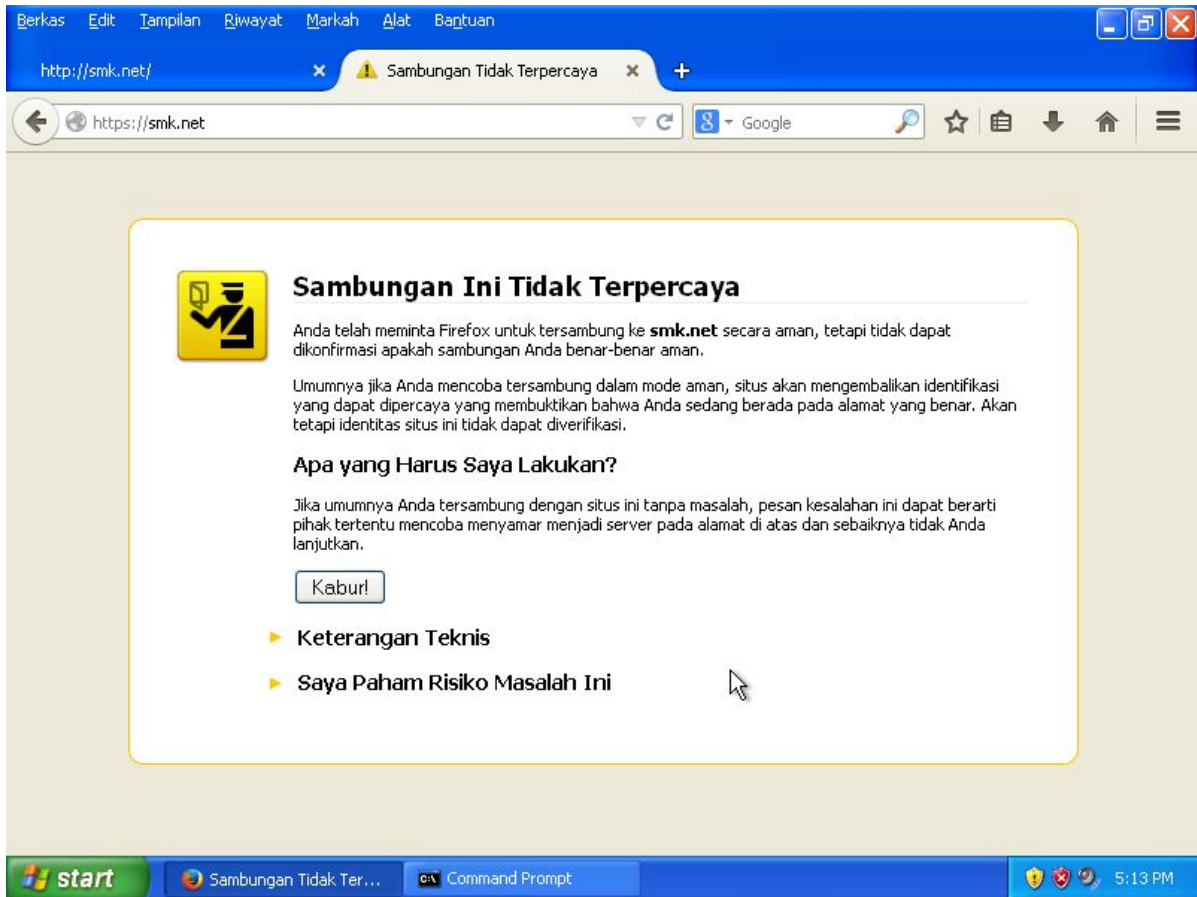 Berkas Edit Tampilan Riwayat Markah Alat Bantuan
http://smk.net/ Sambungan Tidak Terpercaya
https://smk.net Google
Sambungan Ini Tidak Terpercaya
Anda telah meminta Firefox untuk tersambung ke smk.net secara aman, tetapi tidak dapat
dikonfirmasi apakah sambungan Anda benar-benar aman.
Umumnya jika Anda mencoba tersambung dalam mode aman, situs akan mengembalikan identifikasi
yang dapat dipercaya yang membuktikan bahwa Anda sedang berada pada alamat yang benar. Akan
tetapi identitas situs ini tidak dapat diverifikasi.
Apa yang Harus Saya Lakukan?
Jika umumnya Anda tersambung dengan situs ini tanpa masalah, pesan kesalahan ini dapat berarti
pihak tertentu mencoba menyamar menjadi server pada alamat di atas dan sebaiknya tidak Anda
lanjutkan.
Kabur!
Keterangan Teknis
Saya Paham Risiko Masalah Ini
start Sambungan Tidak Ter... Command Prompt 5:13 PM